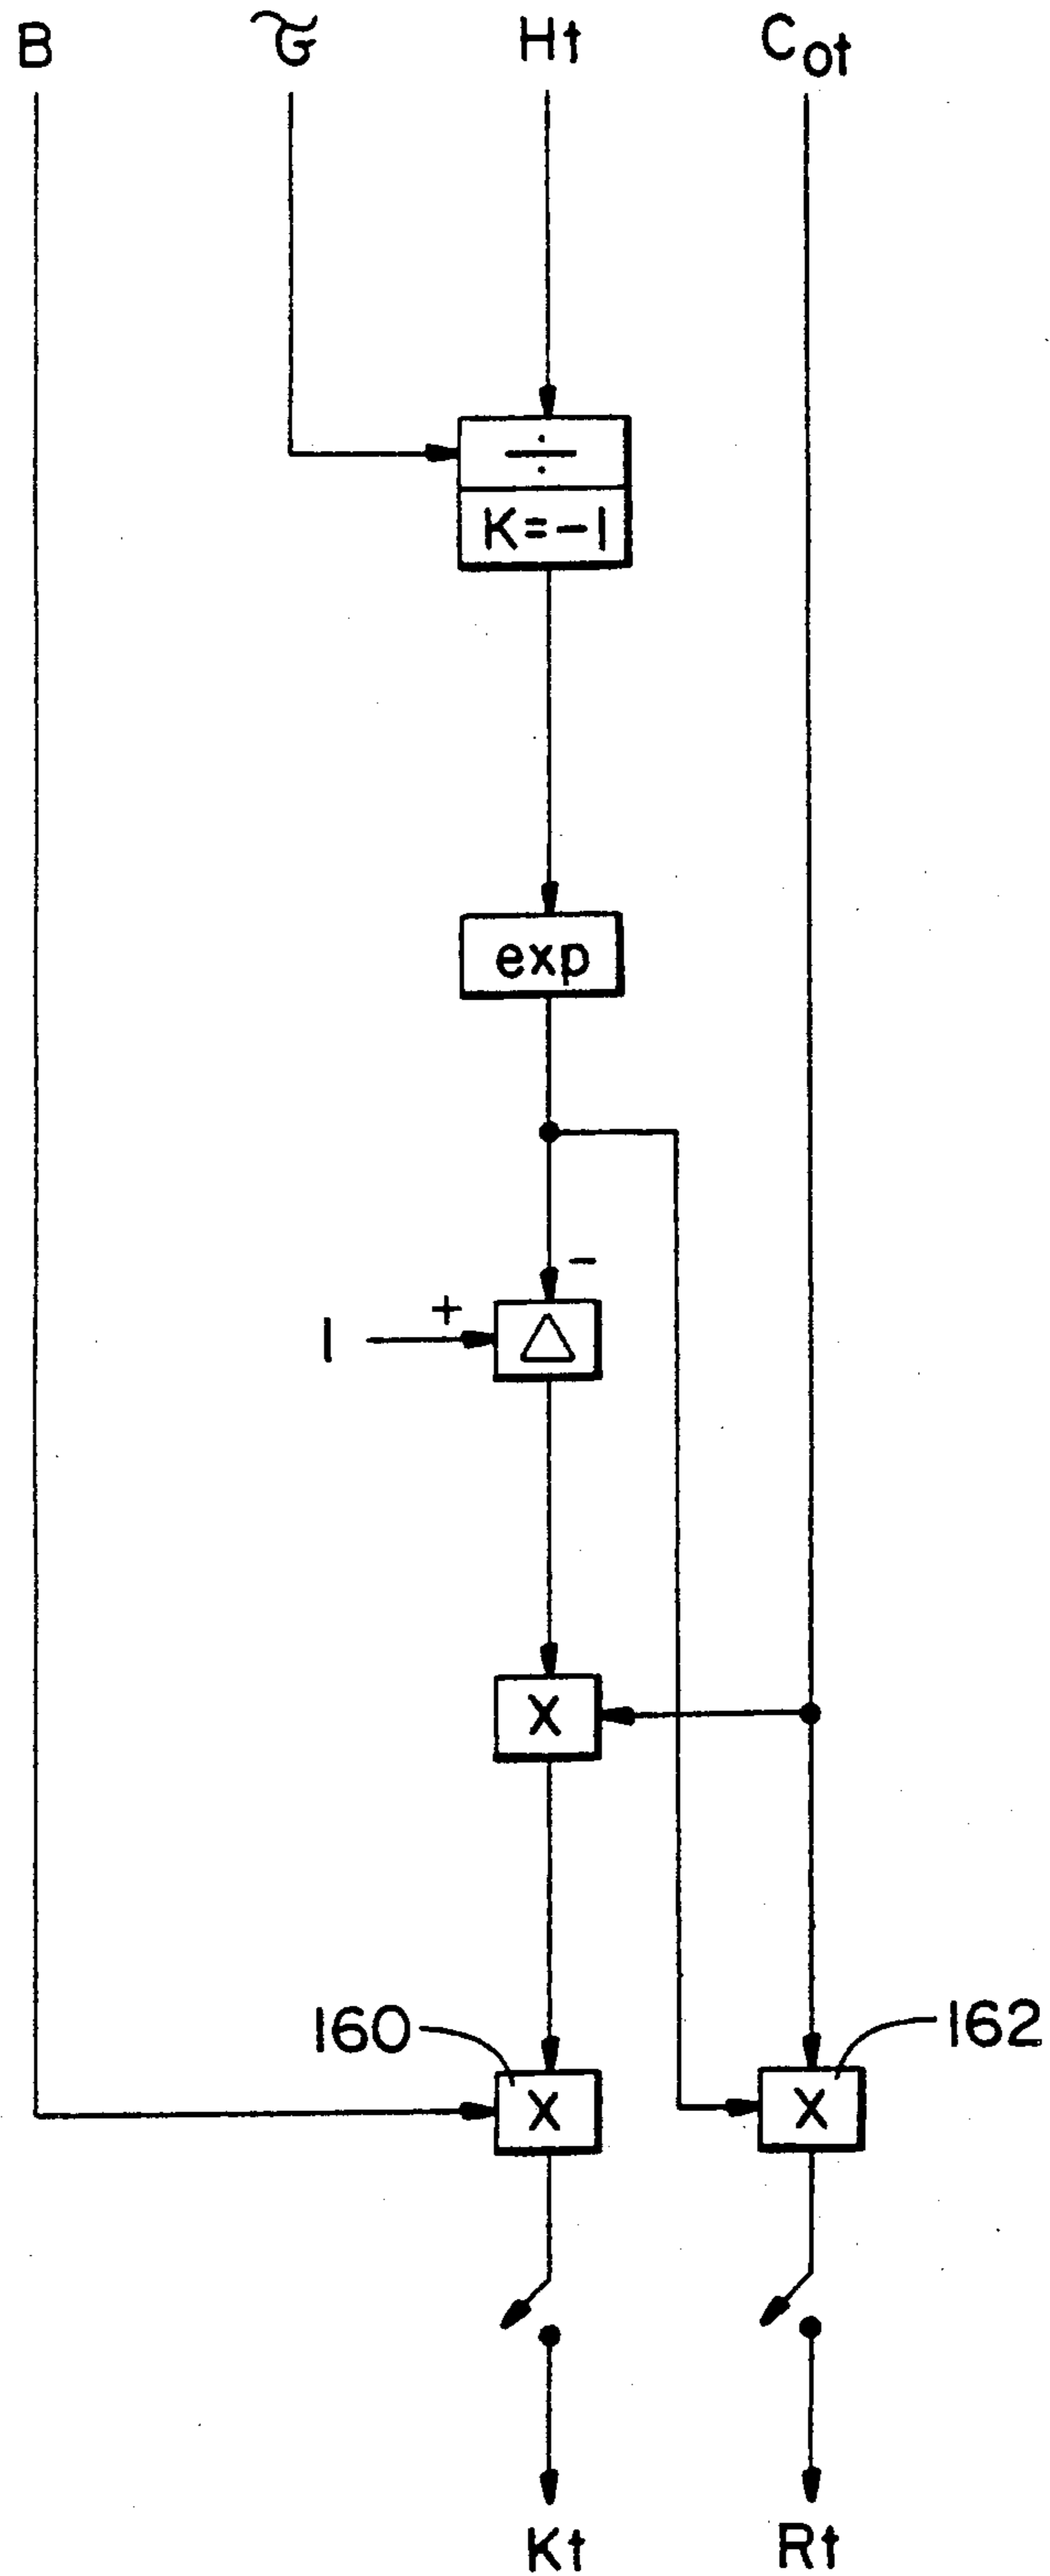 B Ht Cot
÷
K=-1
exp
-
+
1
△
X
160
162
X X
Kt Rt